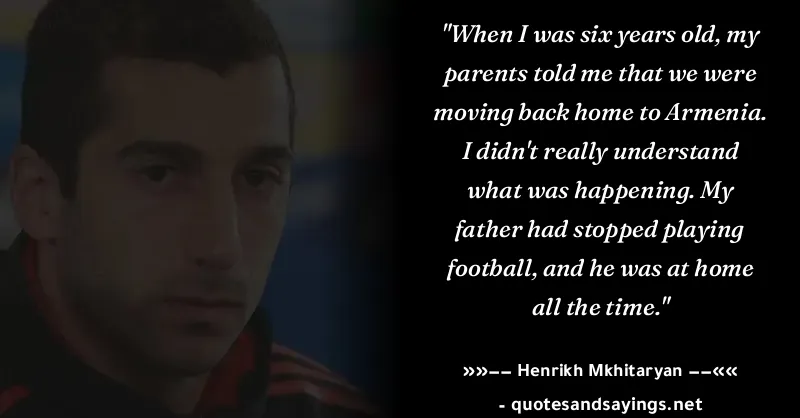 "When I was six years old, my
parents told me that we were
moving back home to Armenia.
I didn't really understand
what was happening. My
father had stopped playing
football, and he was at home
all the time."
»»−− Henrikh Mkhitaryan −−««
- quotesandsayings.net